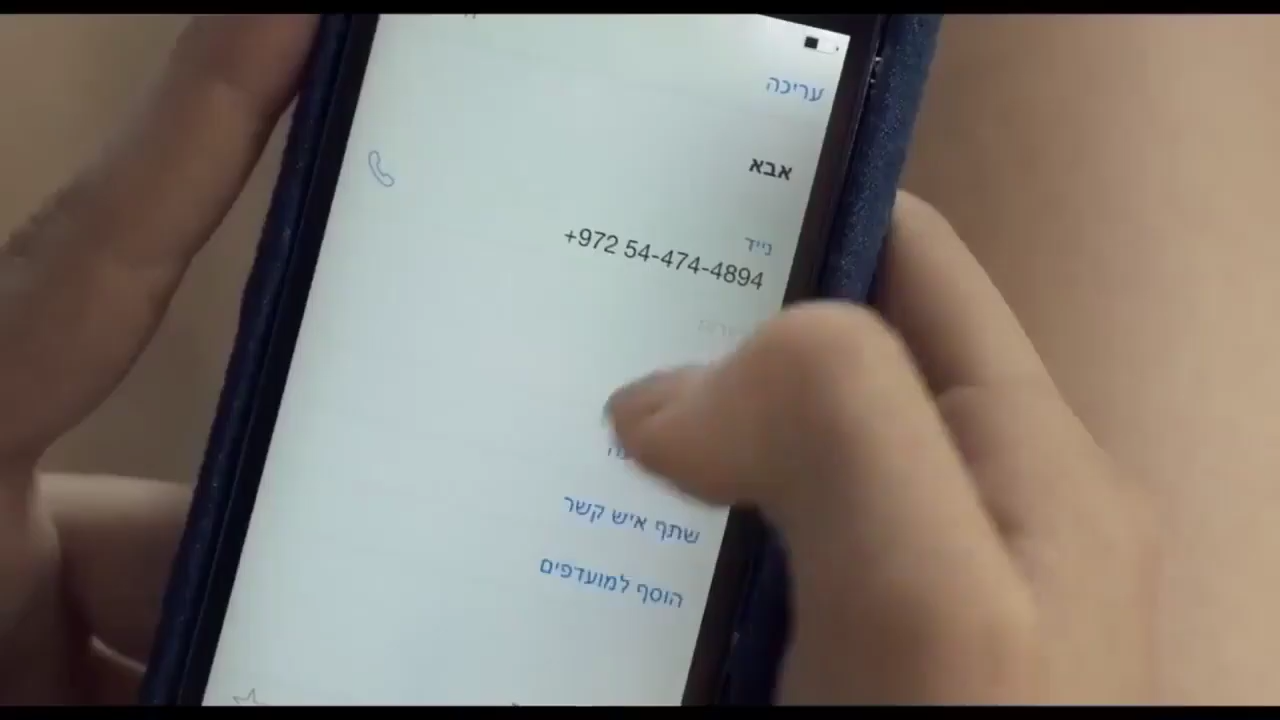 עריכה
אבא
נייד
+972 54-474-4894
שתף איש קשר
הוסף למועדפים